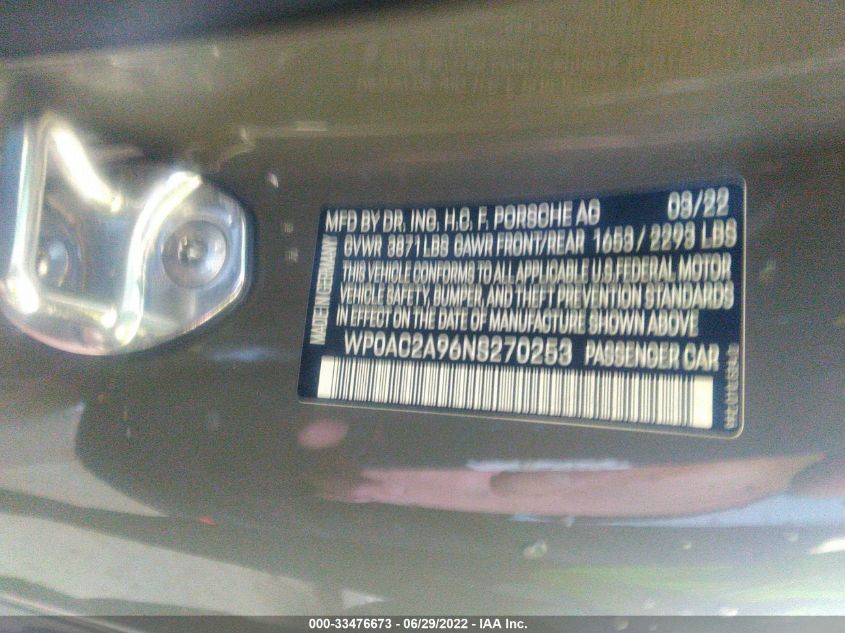 MFD BY DR. ING. H.C. F. PORSCHE AG 03/22
GVWR 3871LBS GAWR FRONT/REAR 1653 / 2293 LBS
THIS VEHICLE CONFORMS TO ALL APPLICABLE U.S. FEDERAL MOTOR
VEHICLE SAFETY, BUMPER, AND THEFT PREVENTION STANDARDS
IN EFFECT ON THE DATE OF MANUFACTURE SHOWN ABOVE
WP0AC2A96NS270253 PASSENGER CAR
MADE IN GERMANY
000-33476673 - 06/29/2022 - IAA Inc.